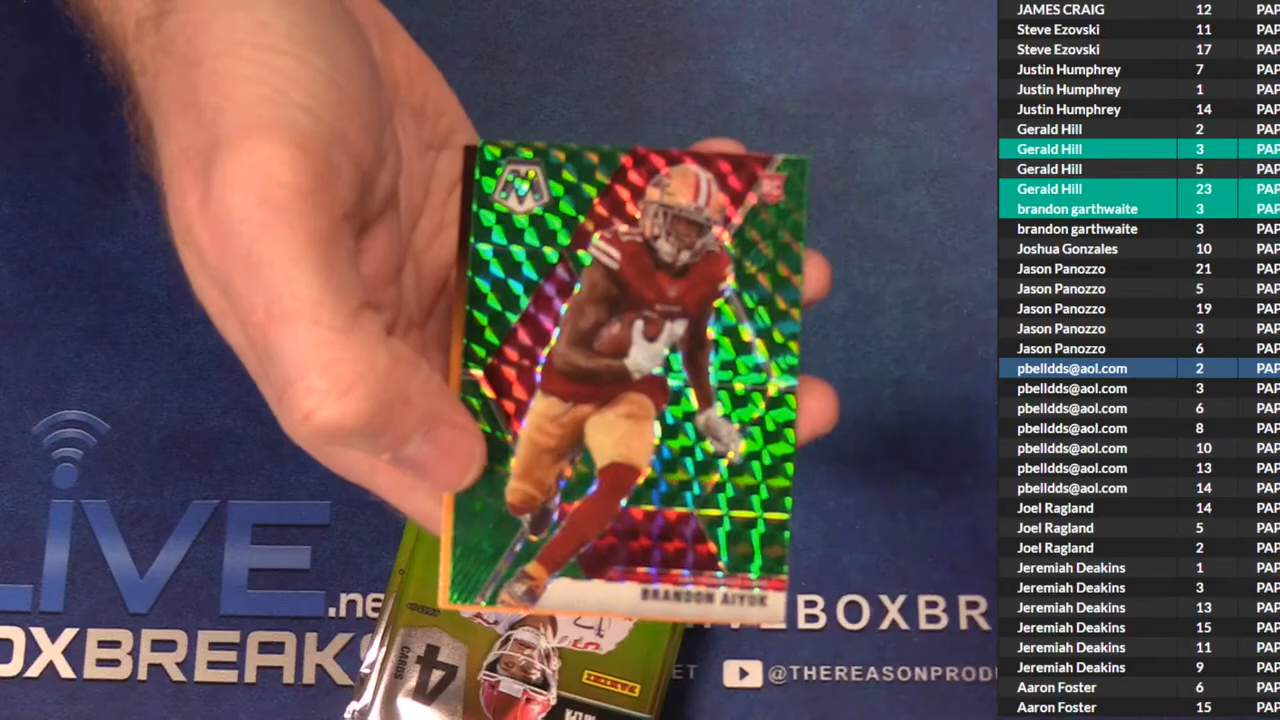 JAMES CRAIG 12 PAP
Steve Ezovski 11 PAP
Steve Ezovski 17 PAP
Justin Humphrey 7 PAP
Justin Humphrey 1 PAP
Justin Humphrey 14 PAP
Gerald Hill 2 PAP
Gerald Hill 3 PAP
Gerald Hill 5 PAP
Gerald Hill 23 PAP
brandon garthwaite 3 PAP
brandon garthwaite 3 PAP
Joshua Gonzales 10 PAP
Jason Panozzo 21 PAP
Jason Panozzo 5 PAP
Jason Panozzo 19 PAP
Jason Panozzo 3 PAP
Jason Panozzo 6 PAP
pbelldds@aol.com 2 PAP
pbelldds@aol.com 3 PAP
pbelldds@aol.com 6 PAP
pbelldds@aol.com 8 PAP
pbelldds@aol.com 10 PAP
pbelldds@aol.com 13 PAP
pbelldds@aol.com 14 PAP
Joel Ragland 14 PAP
Joel Ragland 5 PAP
Joel Ragland 2 PAP
Jeremiah Deakins 1 PAP
Jeremiah Deakins 3 PAP
Jeremiah Deakins 13 PAP
Jeremiah Deakins 15 PAP
Jeremiah Deakins 11 PAP
Jeremiah Deakins 9 PAP
Aaron Foster 6 PAP
Aaron Foster 15 PAP
M
RC
BRANDON AIYUK
LiVE.ne
OXBREAK
EBOXBR
ET @THEREASONPRODU
4
CARDS
PANINI